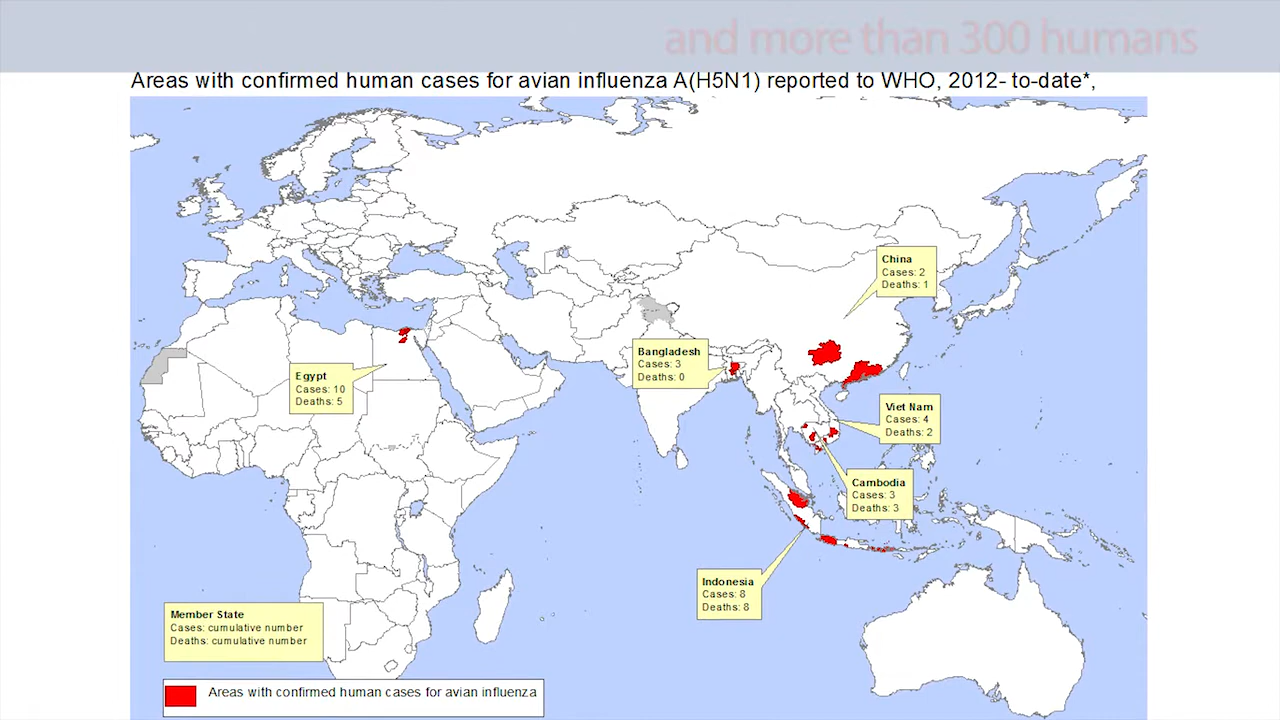 and more than 300 humans
Areas with confirmed human cases for avian influenza A(H5N1) reported to WHO, 2012- to-date*,
China
Cases: 2
Deaths: 1
Bangladesh
Cases: 3
Deaths: 0
Egypt
Cases: 10
Deaths: 5
Viet Nam
Cases: 4
Deaths: 2
Cambodia
Cases: 3
Deaths: 3
Indonesia
Cases: 8
Deaths: 8
Member State
Cases: cumulative number
Deaths: cumulative number
Areas with confirmed human cases for avian influenza